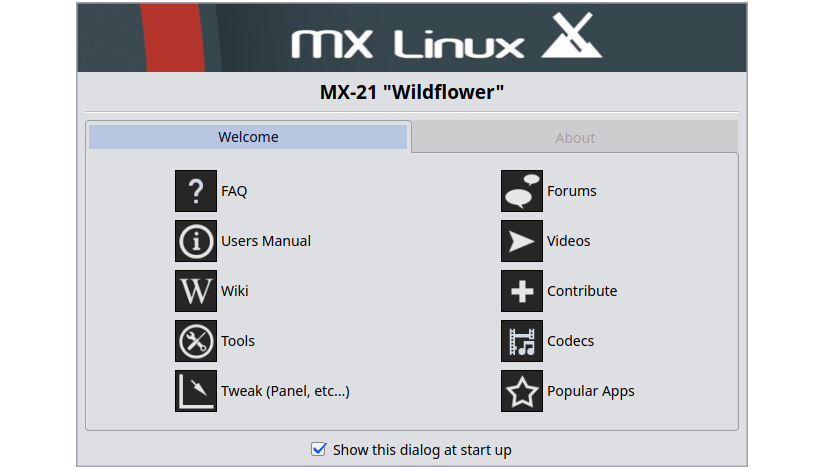 MX Linux
MX-21 "Wildflower"
Welcome
About
FAQ
Forums
Users Manual
Videos
Wiki
Contribute
Tools
Codecs
Tweak (Panel, etc...)
Popular Apps
Show this dialog at start up